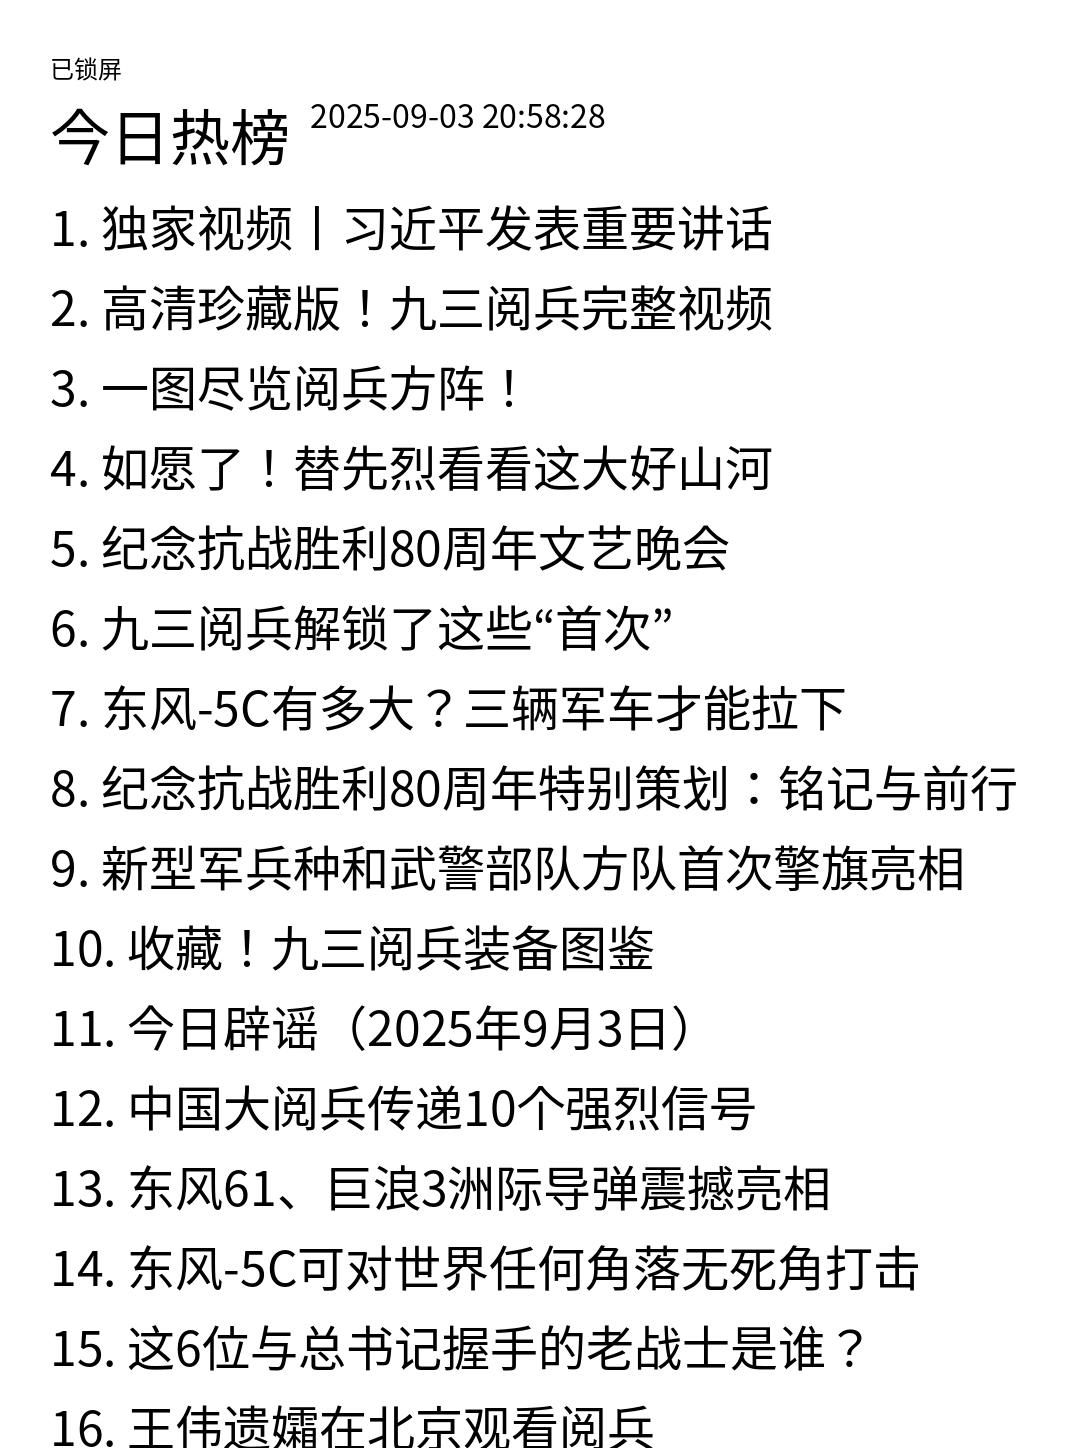 已锁屏
今日热榜 2025-09-03 20:58:28
1. 独家视频丨习近平发表重要讲话
2. 高清珍藏版！九三阅兵完整视频
3. 一图尽览阅兵方阵！
4. 如愿了！替先烈看看这大好山河
5. 纪念抗战胜利80周年文艺晚会
6. 九三阅兵解锁了这些“首次”
7. 东风-5C有多大？三辆军车才能拉下
8. 纪念抗战胜利80周年特别策划：铭记与前行
9. 新型军兵种和武警部队方队首次擎旗亮相
10. 收藏！九三阅兵装备图鉴
11. 今日辟谣（2025年9月3日）
12. 中国大阅兵传递10个强烈信号
13. 东风61、巨浪3洲际导弹震撼亮相
14. 东风-5C可对世界任何角落无死角打击
15. 这6位与总书记握手的老战士是谁？
16. 王伟遗孀在北京观看阅兵